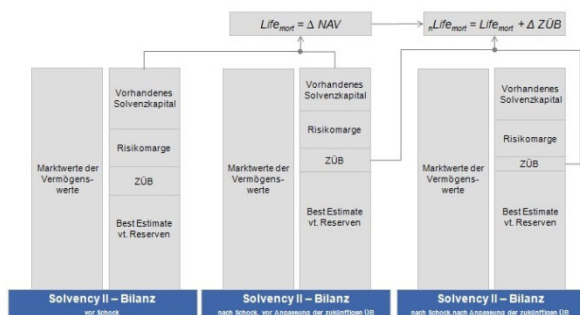 Life_mort = Δ NAV
nLife_mort = Life_mort + Δ ZÜB
Vorhandenes
Solvenzkapital
Risikomarge
ZÜB
Best Estimate
vt. Reserven
Marktwerte der
Vermögens-
werte
Solvency II – Bilanz
vor Schock
Vorhandenes
Solvenzkapital
Risikomarge
ZÜB
Best Estimate
vt. Reserven
Marktwerte der
Vermögens-
werte
Solvency II – Bilanz
nach Schock, vor Anpassung der zukünftigen ÜB
Vorhandenes
Solvenzkapital
Risikomarge
ZÜB
Best Estimate
vt. Reserven
Marktwerte der
Vermögens-
werte
Solvency II – Bilanz
nach Schock, nach Anpassung der zukünftigen ÜB